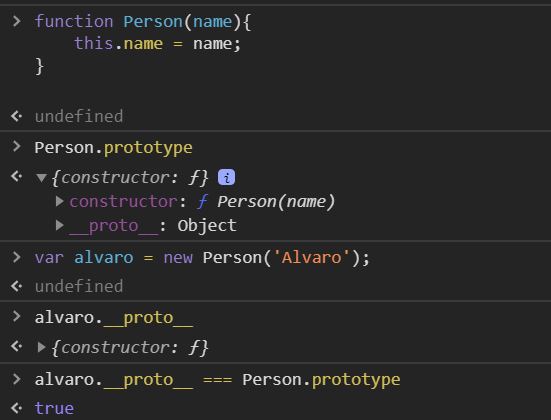 > function Person(name){
this.name = name;
}
<· undefined
> Person.prototype
<· ▼{constructor: ƒ} i
▶constructor: ƒ Person(name)
▶__proto__: Object
> var alvaro = new Person('Alvaro');
<· undefined
> alvaro.__proto__
<· ▶{constructor: ƒ}
> alvaro.__proto__ === Person.prototype
<· true